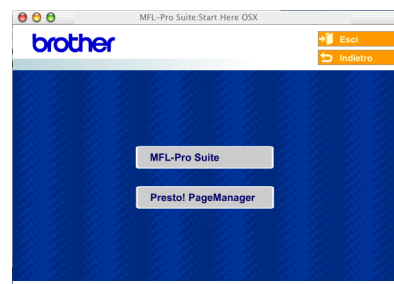 MFL-Pro Suite:Start Here OSX
brother
Esci
Indietro
MFL-Pro Suite
Presto! PageManager